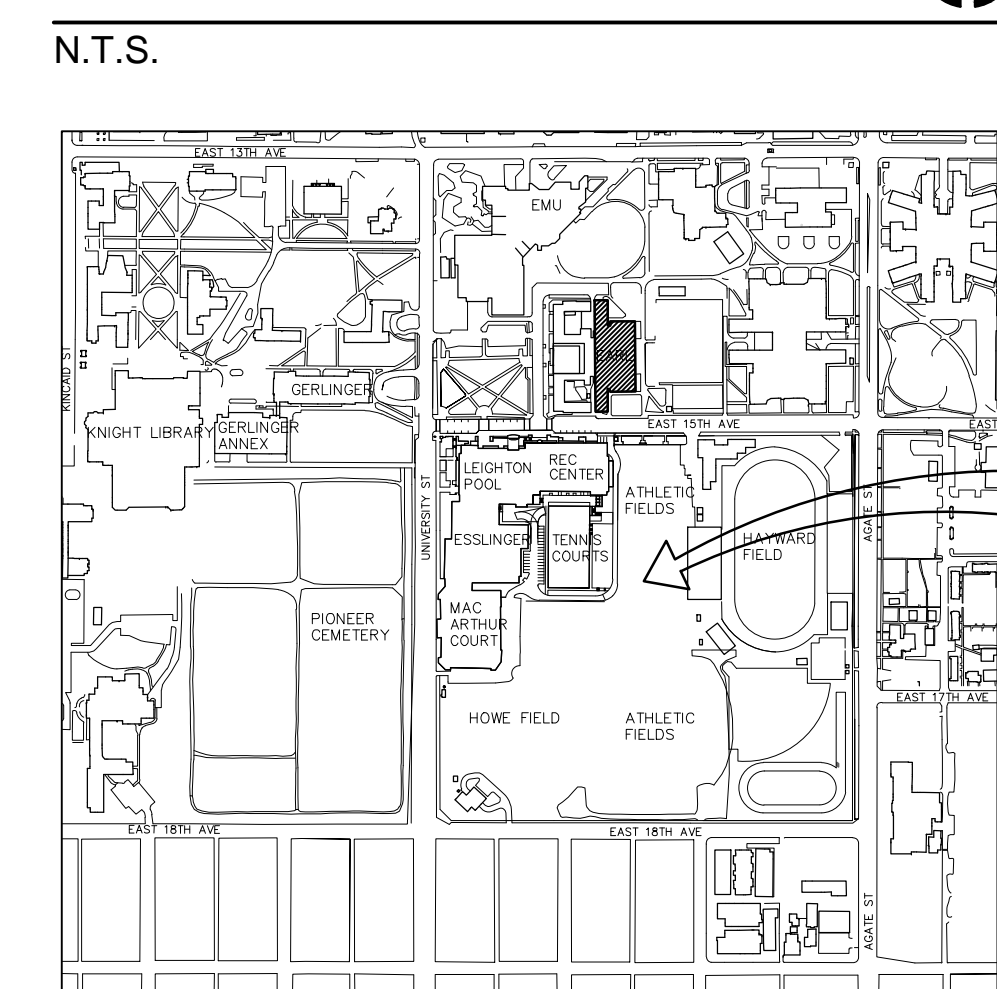 N.T.S.
EAST 13TH AVE
EMU
KINCAID ST
GERLINGER
KNIGHT LIBRARY
GERLINGER
ANNEX
EAST 15TH AVE
EAST
LEIGHTON
POOL
REC
CENTER
ATHLETIC
FIELDS
UNIVERSITY ST
AGATE ST
ESSLINGER
TENNIS
COURTS
HAYWARD
FIELD
PIONEER
CEMETERY
MAC
ARTHUR
COURT
EAST 17TH AVE
HOWE FIELD
ATHLETIC
FIELDS
EAST 18TH AVE
EAST 18TH AVE
AGATE ST